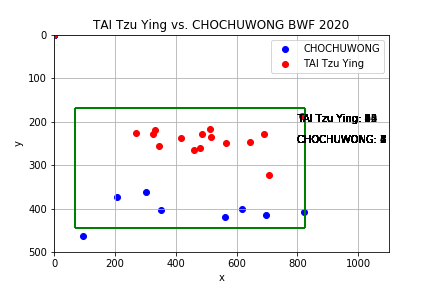 TAI Tzu Ying vs. CHOCHUWONG BWF 2020
CHOCHUWONG
TAI Tzu Ying
0
100
200
300
400
500
y
TAI Tzu Ying:
CHOCHUWONG:
0 200 400 600 800 1000
x